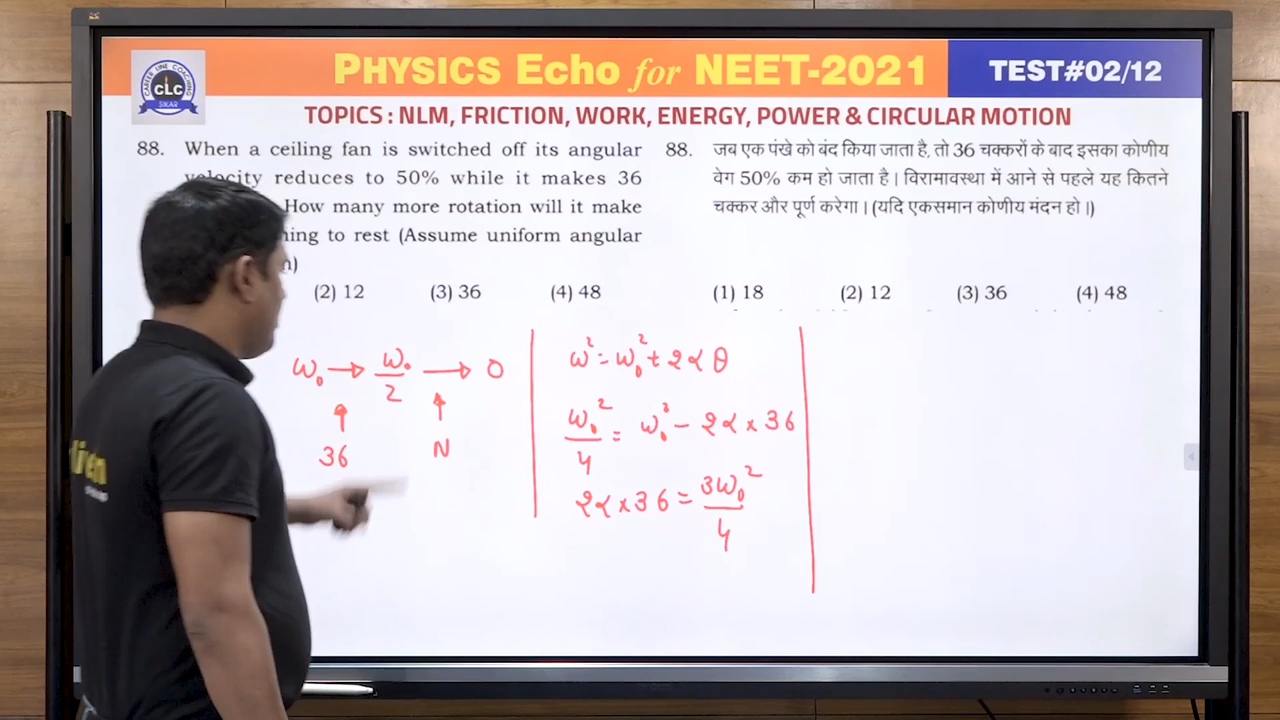 PHYSICS Echo for NEET-2021
TEST#02/12
CAREER LINE COACHING
CLC
SIKAR
TOPICS : NLM, FRICTION, WORK, ENERGY, POWER & CIRCULAR MOTION
88. When a ceiling fan is switched off its angular
velocity reduces to 50% while it makes 36
How many more rotation will it make
to rest (Assume uniform angular
(2) 12 (3) 36 (4) 48
88. जब एक पंखे को बंद किया जाता है, तो 36 चक्करों के बाद इसका कोणीय
वेग 50% कम हो जाता है। विरामावस्था में आने से पहले यह कितने
चक्कर और पूर्ण करेगा। (यदि एकसमान कोणीय मंदन हो।)
(1) 18 (2) 12 (3) 36 (4) 48
ω₀ → ω₀/2 → 0
36 N
ω² = ω₀² + 2αθ
ω₀²/4 = ω₀² - 2α × 36
2α × 36 = 3ω₀²/4